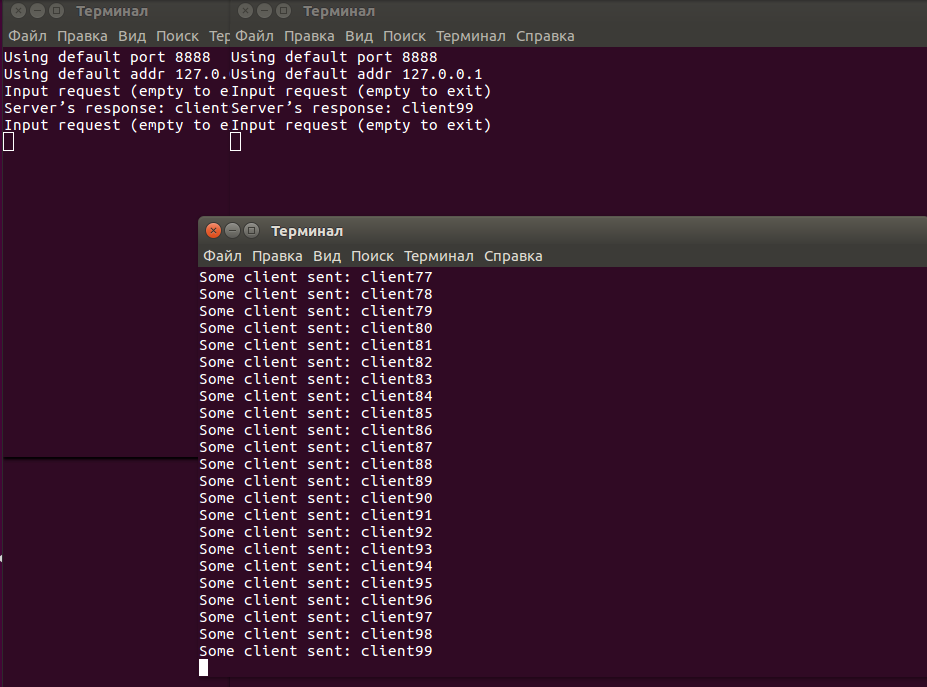 Терминал
Файл Правка Вид Поиск Тер
Using default port 8888
Using default addr 127.0.
Input request (empty to e
Server’s response: client
Input request (empty to e
Терминал
Файл Правка Вид Поиск Терминал Справка
Using default port 8888
Using default addr 127.0.0.1
Input request (empty to exit)
Server’s response: client99
Input request (empty to exit)
Терминал
Файл Правка Вид Поиск Терминал Справка
Some client sent: client77
Some client sent: client78
Some client sent: client79
Some client sent: client80
Some client sent: client81
Some client sent: client82
Some client sent: client83
Some client sent: client84
Some client sent: client85
Some client sent: client86
Some client sent: client87
Some client sent: client88
Some client sent: client89
Some client sent: client90
Some client sent: client91
Some client sent: client92
Some client sent: client93
Some client sent: client94
Some client sent: client95
Some client sent: client96
Some client sent: client97
Some client sent: client98
Some client sent: client99